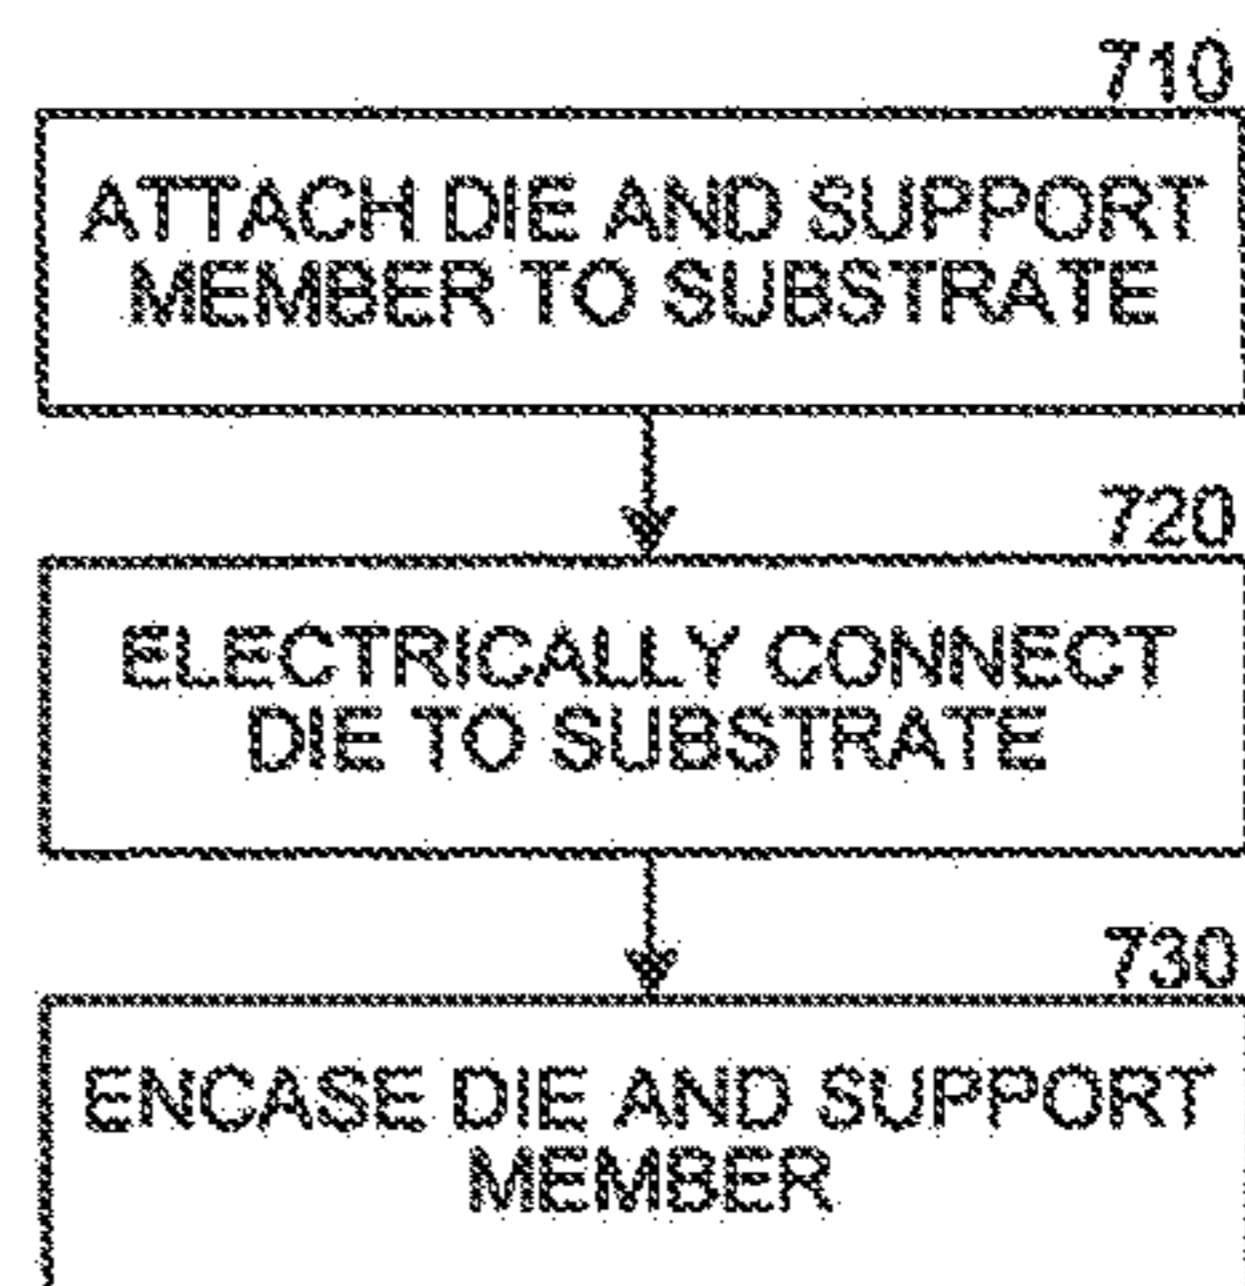 710
ATTACH DIE AND SUPPORT
MEMBER TO SUBSTRATE
720
ELECTRICALLY CONNECT
DIE TO SUBSTRATE
730
ENCASE DIE AND SUPPORT
MEMBER